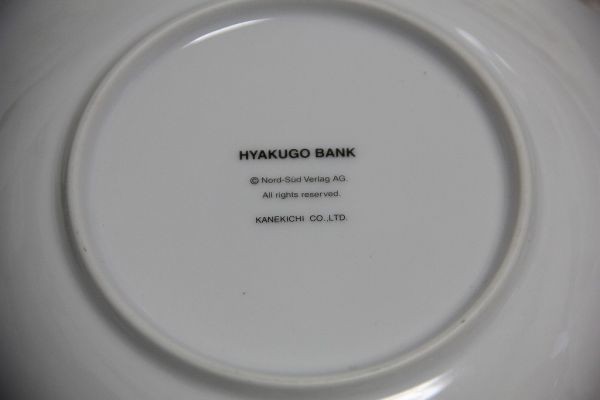 HYAKUGO BANK
© Nord-Süd Verlag AG.
All rights reserved.
KANEKICHI CO.,LTD.